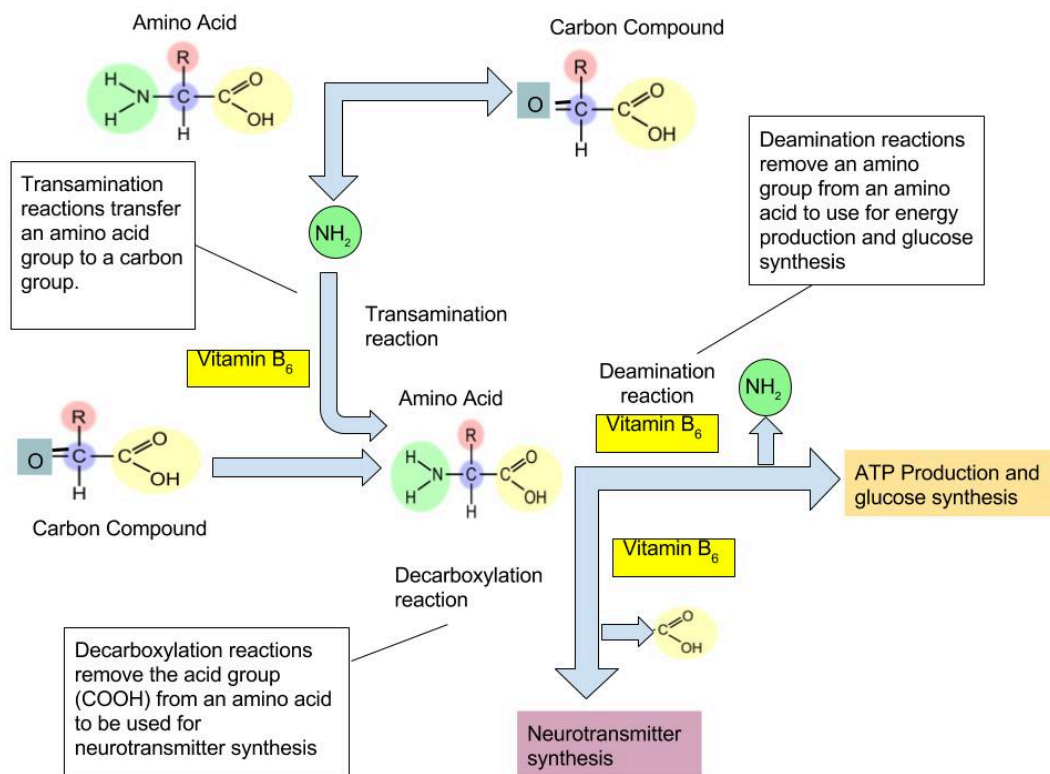 Amino Acid
H
N
H
R
C
H
C
O
OH
Carbon Compound
R
O
C
H
C
O
OH
Transamination
reactions transfer
an amino acid
group to a carbon
group.
Deamination reactions
remove an amino
group from an amino
acid to use for energy
production and glucose
synthesis
NH2
Transamination
reaction
Vitamin B6
Deamination
reaction
Vitamin B6
NH2
Carbon Compound
R
O
C
H
C
O
OH
Amino Acid
H
N
H
R
C
H
C
O
OH
ATP Production and
glucose synthesis
Vitamin B6
Decarboxylation
reaction
C
O
OH
Decarboxylation reactions
remove the acid group
(COOH) from an amino acid
to be used for
neurotransmitter synthesis
Neurotransmitter
synthesis